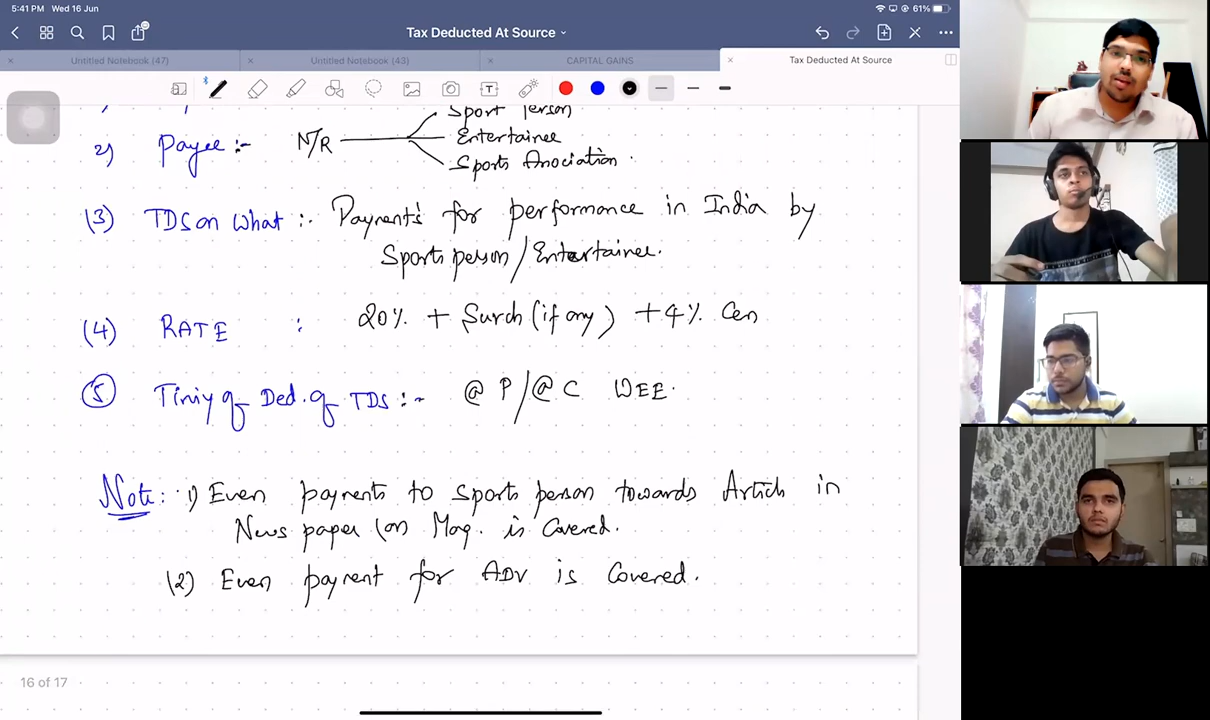 5:41 PM Wed 16 Jun
61%
Tax Deducted At Source
Untitled Notebook (47)
Untitled Notebook (43)
CAPITAL GAINS
Tax Deducted At Source
Sport Person
2) Payee :- N/R Entertainee
Sports Anociation.
(3) TDS on What :- Payments for performance in India by
Sports person/Entertainee.
(4) RATE : 20% + Surch (if any) + 4% Cen
(5) Timiy of Ded. of TDS :- @ P/@ C WEE.
Note: 1) Even payments to sports person towards Article in
News paper (or) Mag. is Covered.
(2) Even payment for ADV is Covered.
16 of 17